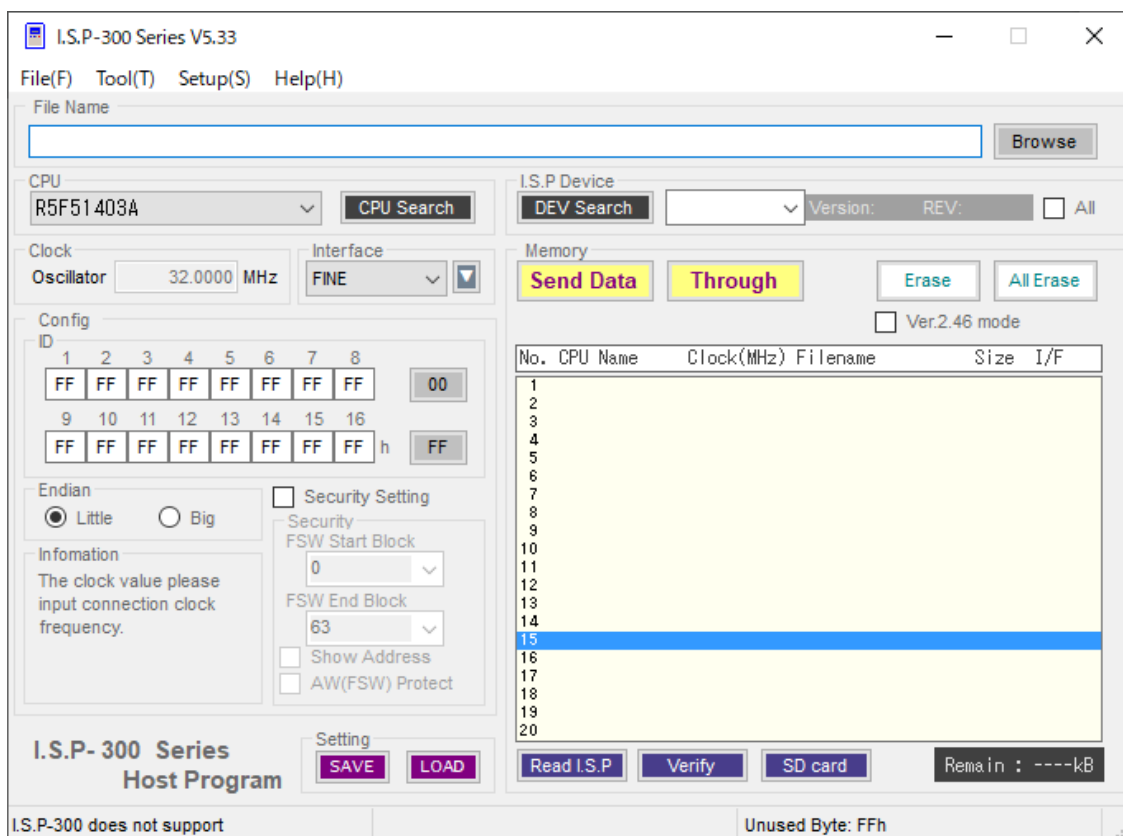 I.S.P-300 Series V5.33
File(F) Tool(T) Setup(S) Help(H)
File Name
Browse
CPU
R5F51403A
CPU Search
I.S.P Device
DEV Search
Version: REV:
All
Clock
Oscillator 32.0000 MHz
Interface
FINE
Memory
Send Data
Through
Erase
All Erase
Ver.2.46 mode
Config
ID
1 2 3 4 5 6 7 8
FF FF FF FF FF FF FF FF
00
9 10 11 12 13 14 15 16
FF FF FF FF FF FF FF FF h
FF
Endian
Little
Big
Infomation
The clock value please
input connection clock
frequency.
Security Setting
Security
FSW Start Block
0
FSW End Block
63
Show Address
AW(FSW) Protect
No. CPU Name Clock(MHz) Filename Size I/F
1
2
3
4
5
6
7
8
9
10
11
12
13
14
15
16
17
18
19
20
I.S.P- 300 Series
Host Program
Setting
SAVE
LOAD
Read I.S.P
Verify
SD card
Remain : ----kB
I.S.P-300 does not support
Unused Byte: FFh